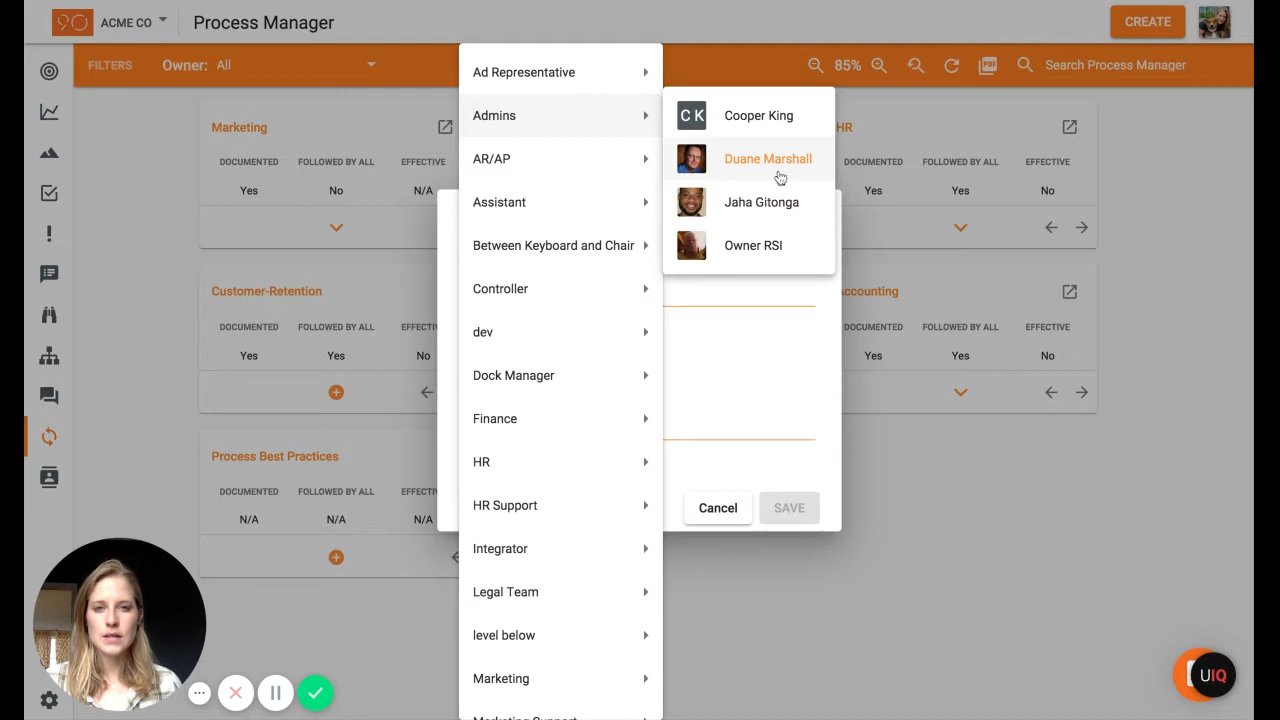 90 ACME CO
Process Manager
CREATE
FILTERS
Owner: All
85%
PDF
Search Process Manager
Marketing
DOCUMENTED FOLLOWED BY ALL EFFECTIVE
Yes No N/A
HR
DOCUMENTED FOLLOWED BY ALL EFFECTIVE
Yes Yes No
Customer-Retention
DOCUMENTED FOLLOWED BY ALL
Yes Yes No
Accounting
DOCUMENTED FOLLOWED BY ALL EFFECTIVE
Yes Yes No
Process Best Practices
DOCUMENTED FOLLOWED BY ALL
N/A N/A N/A
Ad Representative
Admins
AR/AP
Assistant
Between Keyboard and Chair
Controller
dev
Dock Manager
Finance
HR
HR Support
Integrator
Legal Team
level below
Marketing
Marketing Support
C K Cooper King
Duane Marshall
Jaha Gitonga
Owner RSI
Cancel
SAVE
UIQ